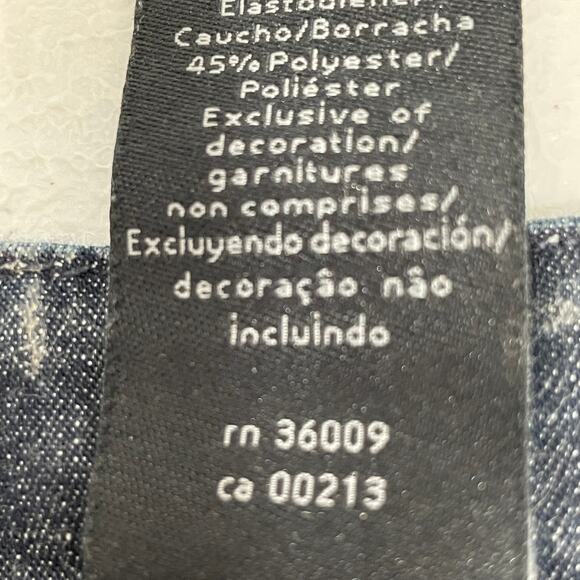 Caucho/Borracha
45% Polyester/
Poliéster
Exclusive of
decoration/
garnitures
non comprises/
Excluyendo decoración/
decoração não
incluindo
rn 36009
ca 00213